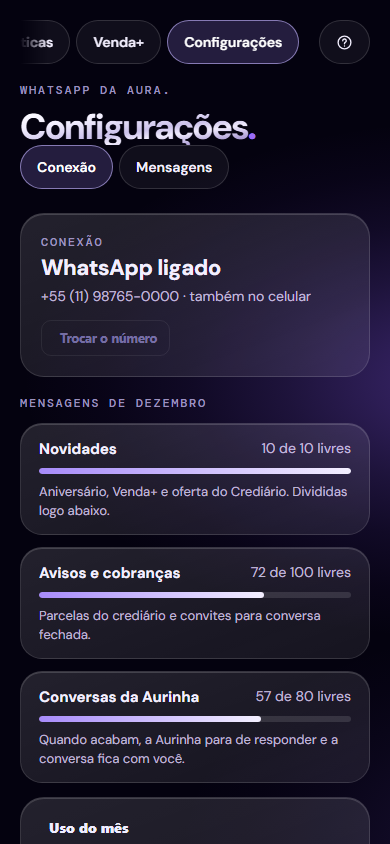 ticas
Venda+
Configurações
WHATSAPP DA AURA.
Configurações.
Conexão
Mensagens
CONEXÃO
WhatsApp ligado
+55 (11) 98765-0000 · também no celular
Trocar o número
MENSAGENS DE DEZEMBRO
Novidades
10 de 10 livres
Aniversário, Venda+ e oferta do Crediário. Divididas
logo abaixo.
Avisos e cobranças
72 de 100 livres
Parcelas do crediário e convites para conversa
fechada.
Conversas da Aurinha
57 de 80 livres
Quando acabam, a Aurinha para de responder e a
conversa fica com você.
Uso do mês